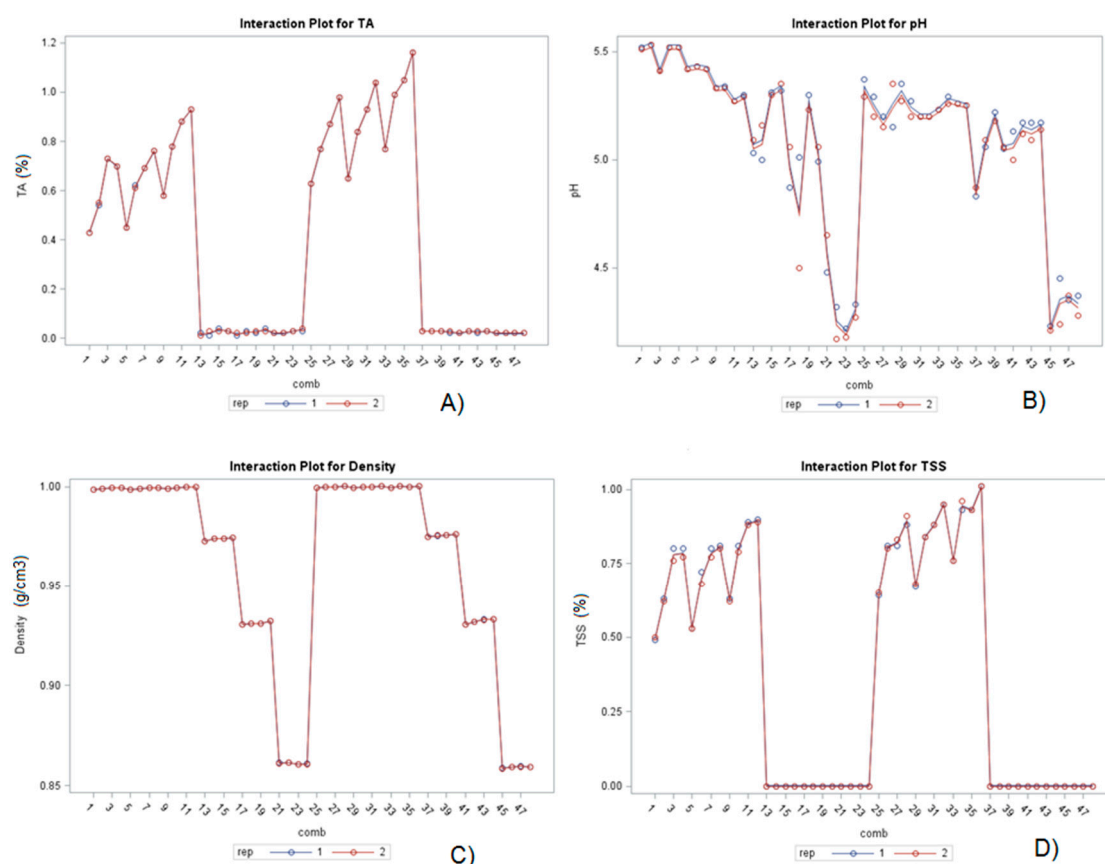 Interaction Plot for TA
1.2
1.0
0.8
0.6
0.4
0.2
0.0
TA (%)
1 3 5 7 9 11 13 15 17 19 21 23 25 27 29 31 33 35 37 39 41 43 45 47
comb
rep 1 2
A)
Interaction Plot for pH
5.5
5.0
4.5
pH
1 3 5 7 9 11 13 15 17 19 21 23 25 27 29 31 33 35 37 39 41 43 45 47
comb
rep 1 2
B)
Interaction Plot for Density
1.00
0.95
0.90
0.85
Density (g/cm3)
1 3 5 7 9 11 13 15 17 19 21 23 25 27 29 31 33 35 37 39 41 43 45 47
comb
rep 1 2
C)
Interaction Plot for TSS
1.00
0.75
0.50
0.25
0.00
TSS (%)
1 3 5 7 9 11 13 15 17 19 21 23 25 27 29 31 33 35 37 39 41 43 45 47
comb
rep 1 2
D)